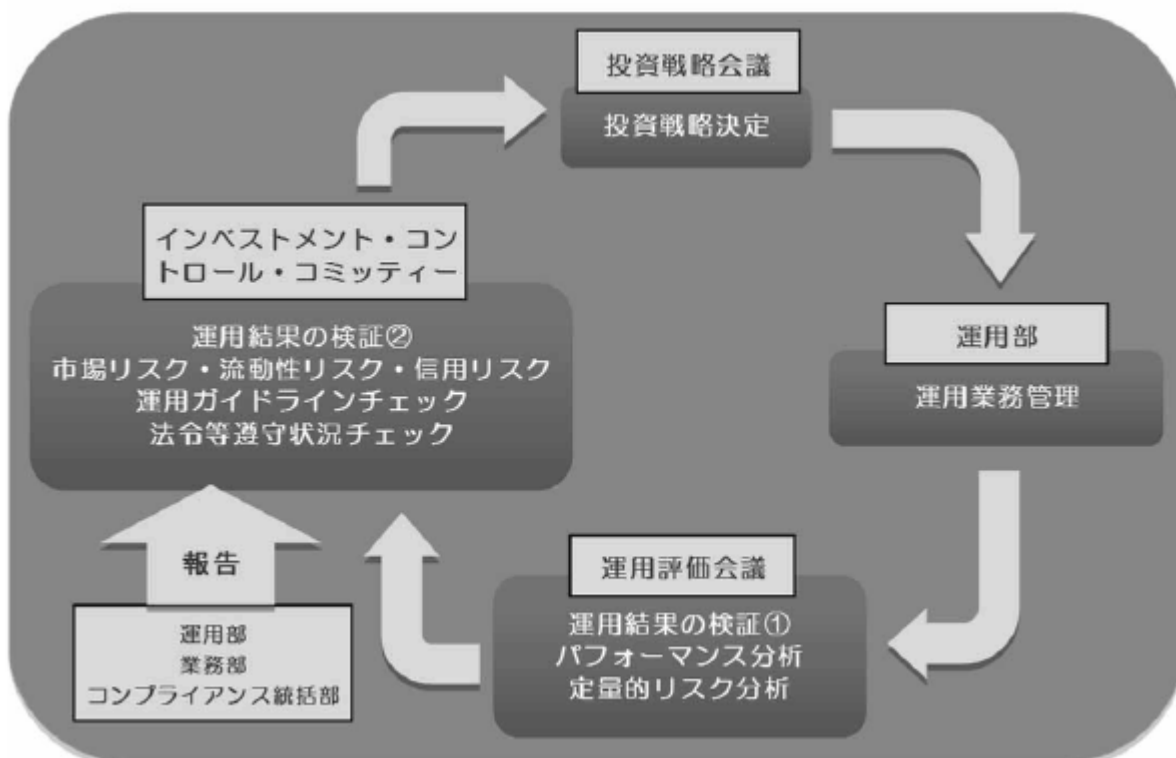 投資戦略会議
投資戦略決定
インベストメント・コン
トロール・コミッティー
運用結果の検証②
市場リスク・流動性リスク・信用リスク
運用ガイドラインチェック
法令等遵守状況チェック
運用部
運用業務管理
報告
運用部
業務部
コンプライアンス統括部
運用評価会議
運用結果の検証①
パフォーマンス分析
定量的リスク分析